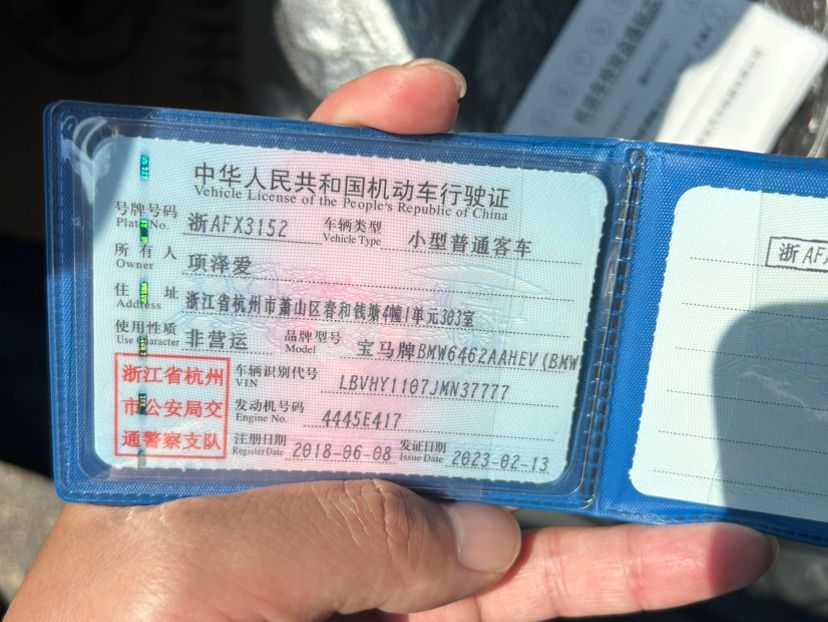 中华人民共和国机动车行驶证
Vehicle License of the People's Republic of China
号牌号码 浙AFX3152 车辆类型 小型普通客车
Plate No. Vehicle Type
所有人 项泽爱
Owner
住址 浙江省杭州市萧山区春和钱塘4幢1单元303室
Address
使用性质 非营运 品牌型号 宝马牌BMW6462AAHEV(BMW
Use Character Model
浙江省杭州
市公安局交
通警察支队
车辆识别代号 LBVHY1107JMN37777
VIN
发动机号码 4445E417
Engine No.
注册日期 2018-06-08 发证日期 2023-02-13
Register Date Issue Date
浙AF